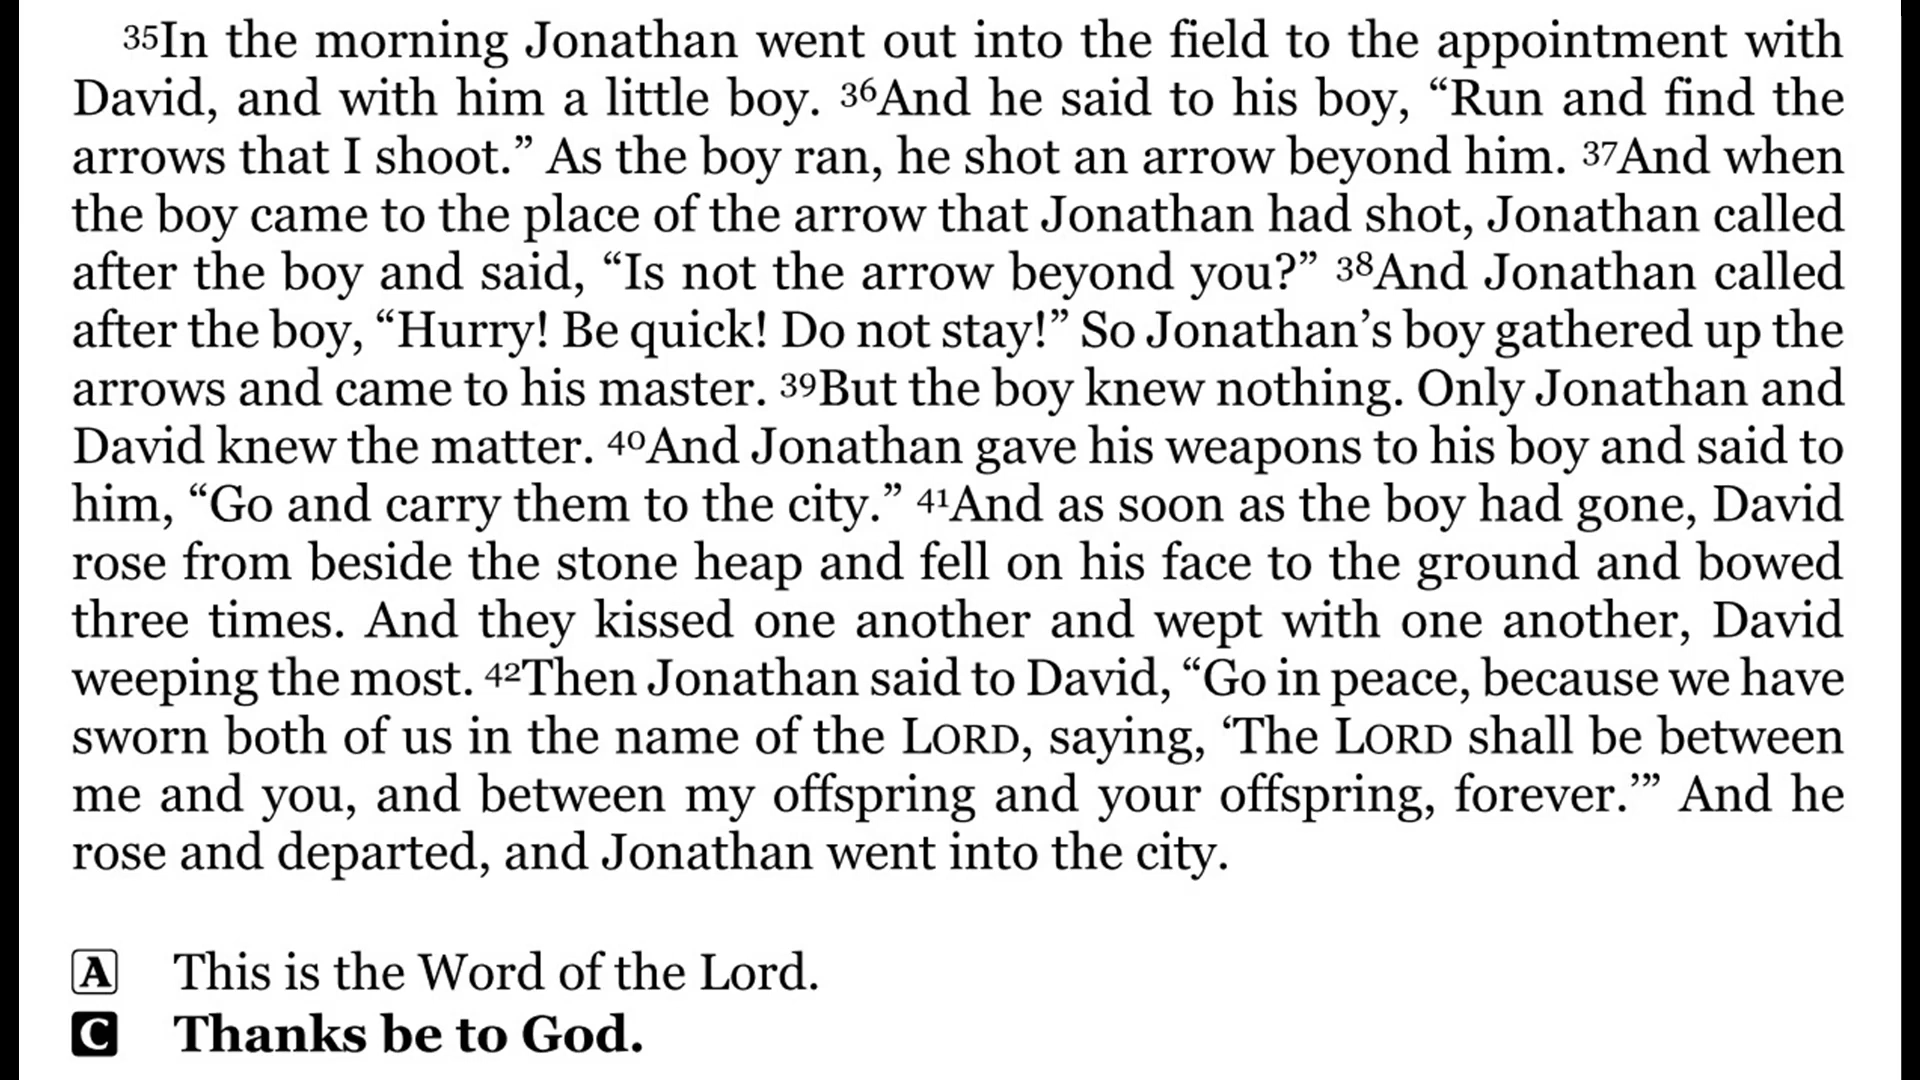 35In the morning Jonathan went out into the field to the appointment with
David, and with him a little boy. 36And he said to his boy, “Run and find the
arrows that I shoot.” As the boy ran, he shot an arrow beyond him. 37And when
the boy came to the place of the arrow that Jonathan had shot, Jonathan called
after the boy and said, “Is not the arrow beyond you?” 38And Jonathan called
after the boy, “Hurry! Be quick! Do not stay!” So Jonathan’s boy gathered up the
arrows and came to his master. 39But the boy knew nothing. Only Jonathan and
David knew the matter. 40And Jonathan gave his weapons to his boy and said to
him, “Go and carry them to the city.” 41And as soon as the boy had gone, David
rose from beside the stone heap and fell on his face to the ground and bowed
three times. And they kissed one another and wept with one another, David
weeping the most. 42Then Jonathan said to David, “Go in peace, because we have
sworn both of us in the name of the LORD, saying, ‘The LORD shall be between
me and you, and between my offspring and your offspring, forever.’” And he
rose and departed, and Jonathan went into the city.
A This is the Word of the Lord.
C Thanks be to God.